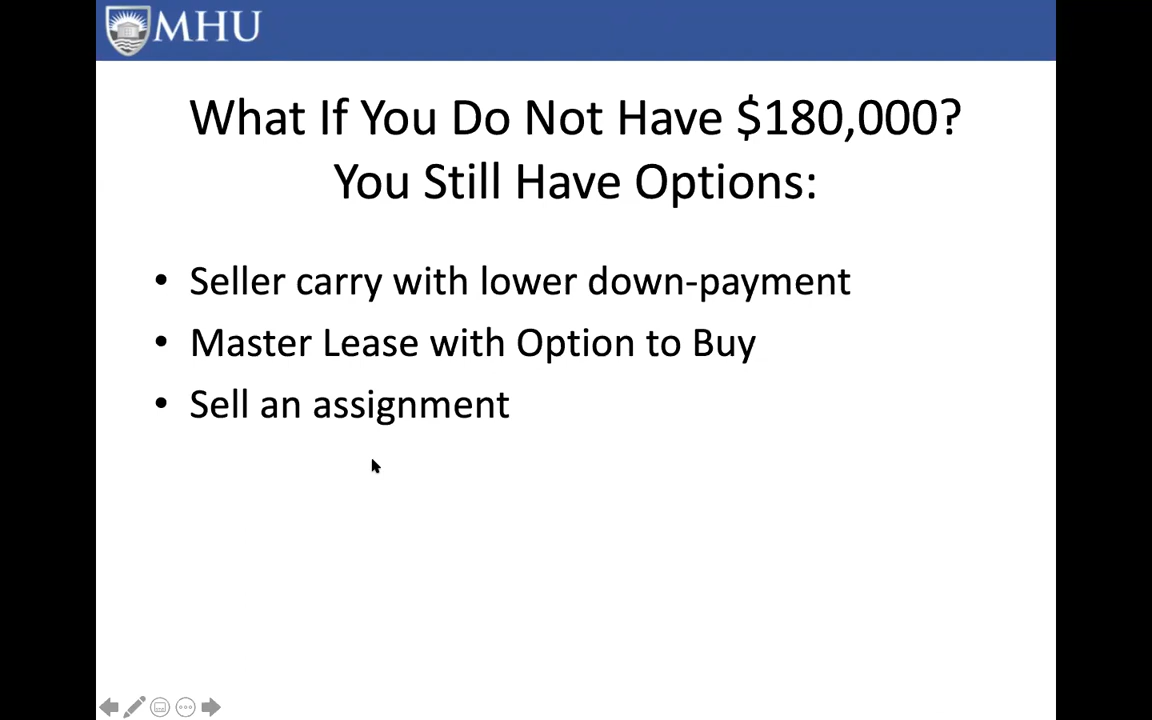 MHU
What If You Do Not Have $180,000?
You Still Have Options:
• Seller carry with lower down-payment
• Master Lease with Option to Buy
• Sell an assignment